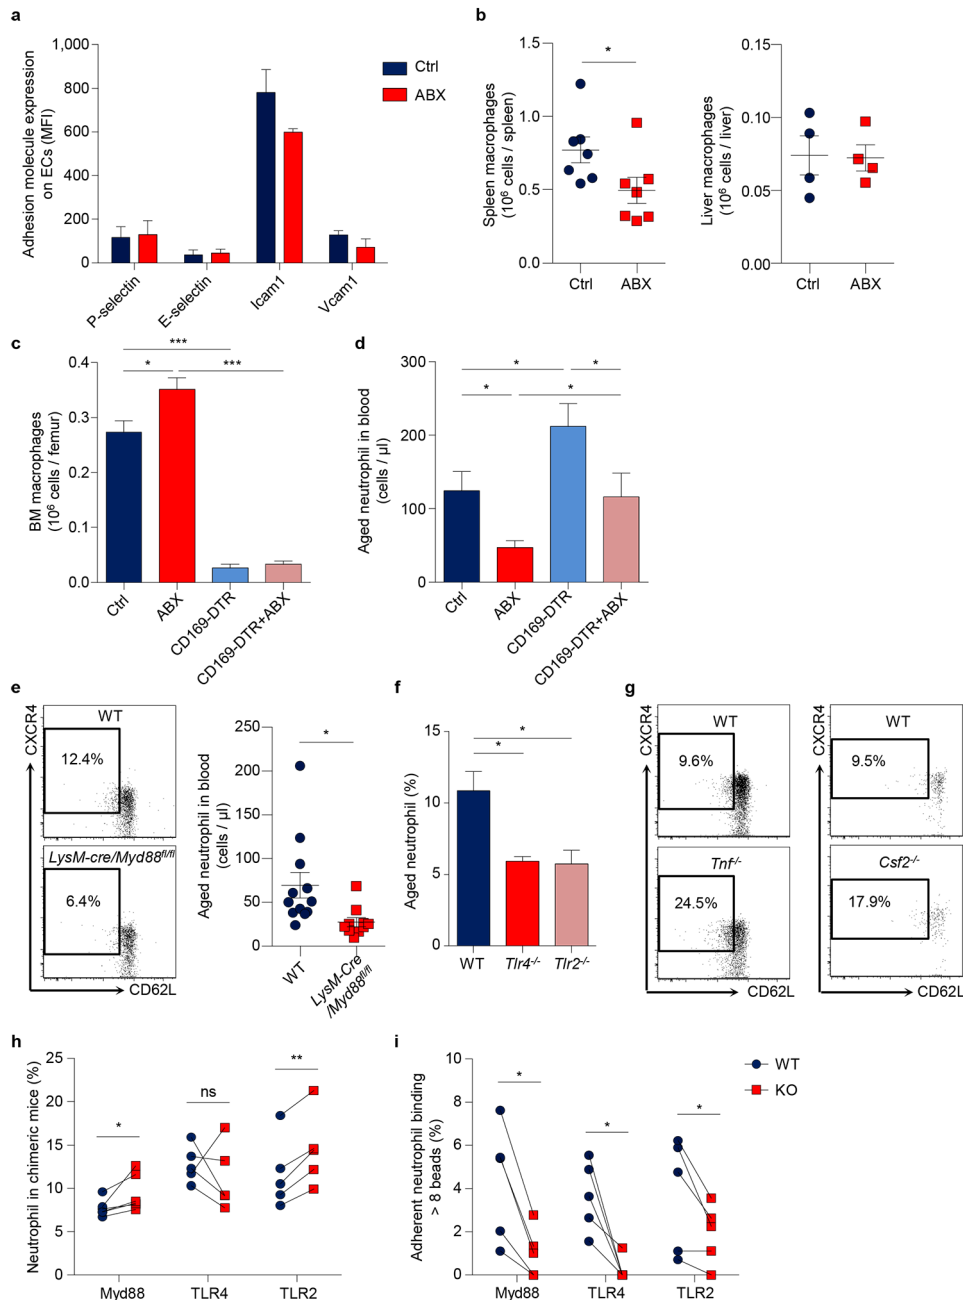 a
Adhesion molecule expression
on ECs (MFI)
1,000
800
600
400
200
0
P-selectin
E-selectin
Icam1
Vcam1
Ctrl
ABX
b
Spleen macrophages
(10⁶ cells / spleen)
1.5
1.0
0.5
0.0
*
Ctrl
ABX
Liver macrophages
(10⁶ cells / liver)
0.15
0.10
0.05
0.00
Ctrl
ABX
c
BM macrophages
(10⁶ cells / femur)
0.4
0.3
0.2
0.1
0.0
***
*
***
Ctrl
ABX
CD169-DTR
CD169-DTR+ABX
d
Aged neutrophil in blood
(cells / µl)
300
200
100
0
*
*
*
*
Ctrl
ABX
CD169-DTR
CD169-DTR+ABX
e
CXCR4
WT
12.4%
LysM-cre/Myd88fl/fl
6.4%
CD62L
Aged neutrophil in blood
(cells / µl)
250
200
150
100
50
0
*
WT
LysM-Cre
/Myd88fl/fl
f
Aged neutrophil (%)
15
10
5
0
*
*
WT
Tlr4-/-
Tlr2-/-
g
CXCR4
WT
9.6%
Tnf-/-
24.5%
CD62L
WT
9.5%
Csf2-/-
17.9%
CD62L
h
Neutrophil in chimeric mice (%)
25
20
15
10
5
0
*
ns
**
Myd88
TLR4
TLR2
i
Adherent neutrophil binding
> 8 beads (%)
10
8
6
4
2
0
*
*
*
Myd88
TLR4
TLR2
WT
KO